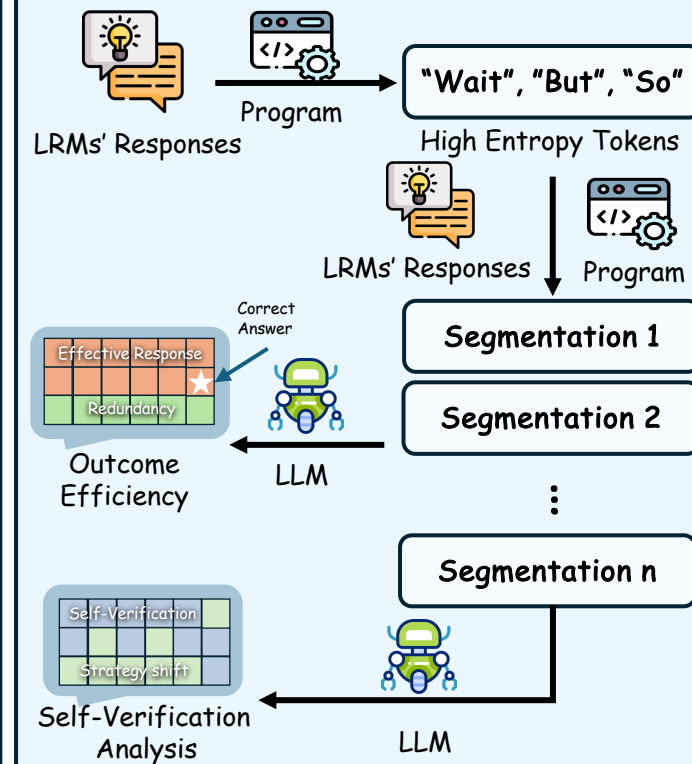 "Wait", "But", "So"
Program
LRMs' Responses
High Entropy Tokens
LRMs' Responses
Program
Correct
Answer
Segmentation 1
Effective Response
Redundancy
Segmentation 2
Outcome
Efficiency
LLM
Segmentation n
Self-Verification
Strategy shift
Self-Verification
Analysis
LLM